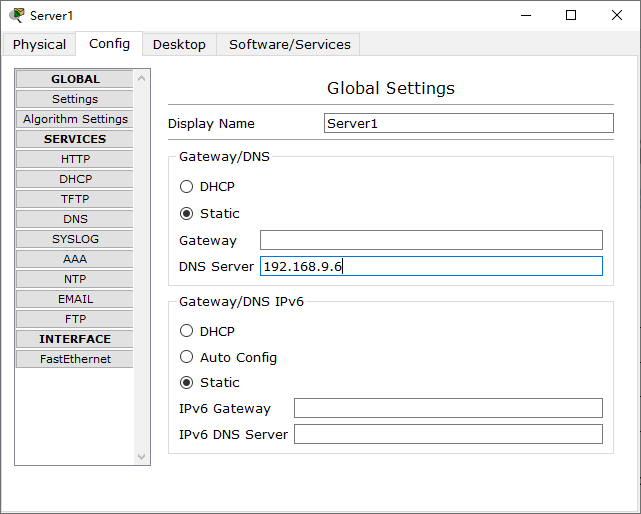 Server1
Physical Config Desktop Software/Services
GLOBAL
Settings
Algorithm Settings
SERVICES
HTTP
DHCP
TFTP
DNS
SYSLOG
AAA
NTP
EMAIL
FTP
INTERFACE
FastEthernet
Global Settings
Display Name Server1
Gateway/DNS
DHCP
Static
Gateway
DNS Server 192.168.9.6
Gateway/DNS IPv6
DHCP
Auto Config
Static
IPv6 Gateway
IPv6 DNS Server